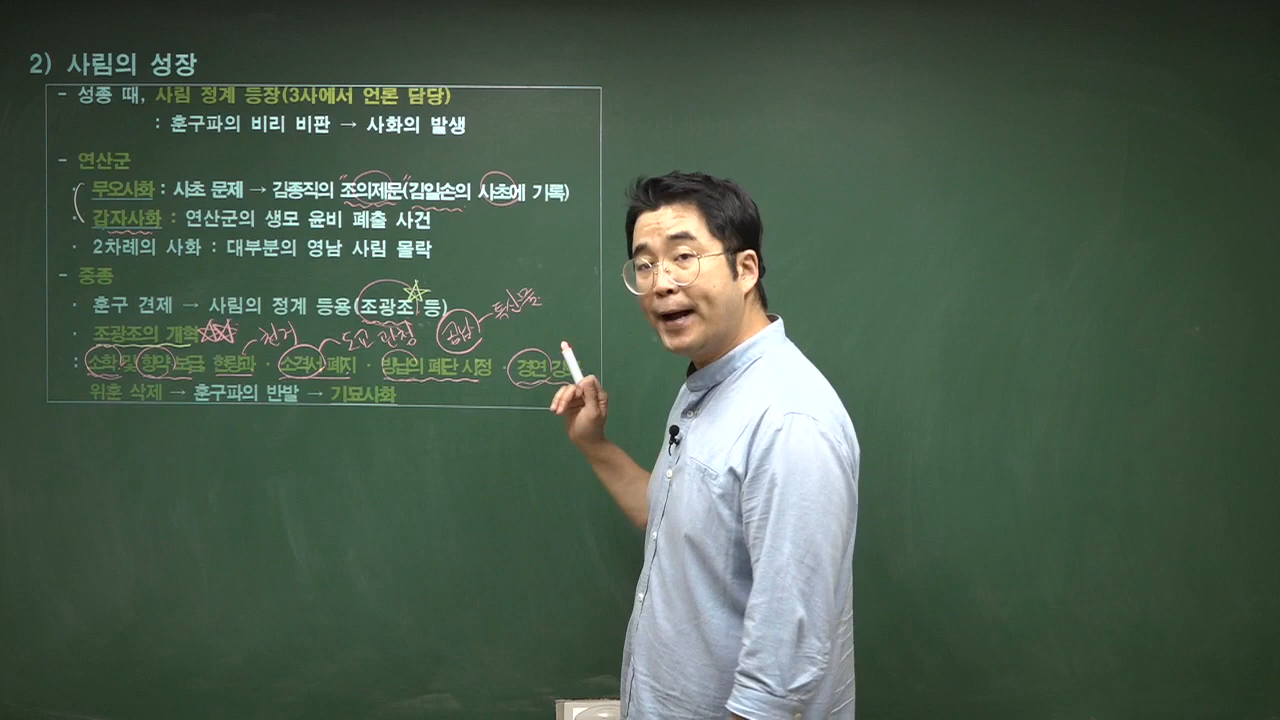 2) 사림의 성장
- 성종 때, 사림 정계 등장(3사에서 언론 담당)
: 훈구파의 비리 비판 → 사화의 발생
- 연산군
· 무오사화 : 사초 문제 → 김종직의 "조의제문"(김일손의 사초에 기록)
· 갑자사화 : 연산군의 생모 윤비 폐출 사건
· 2차례의 사화 : 대부분의 영남 사림 몰락
- 중종
· 훈구 견제 → 사림의 정계 등용(조광조 등)
특산물
· 조광조의 개혁 천거 도교 관청 공납
: 소학 및 향약 보급 현량과 · 소격서 폐지 · 방납의 폐단 시정 · 경연 강
위훈 삭제 → 훈구파의 반발 → 기묘사화